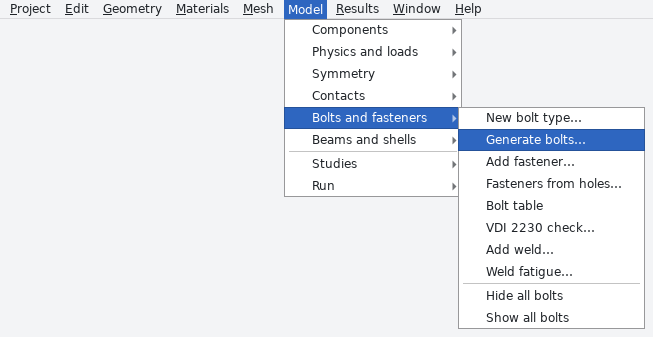 Project Edit Geometry Materials Mesh Model Results Window Help
Components
Physics and loads
Symmetry
Contacts
Bolts and fasteners
Beams and shells
Studies
Run
New bolt type...
Generate bolts...
Add fastener...
Fasteners from holes...
Bolt table
VDI 2230 check...
Add weld...
Weld fatigue...
Hide all bolts
Show all bolts